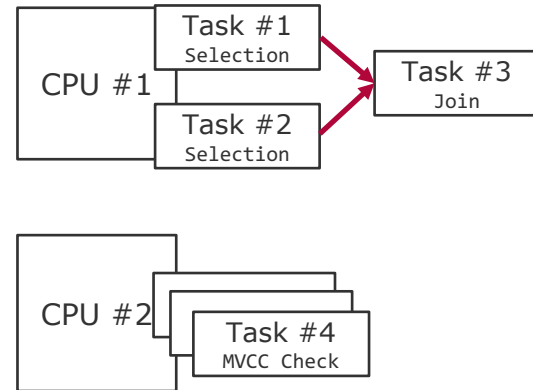 Task #1
Selection
CPU #1
Task #3
Join
Task #2
Selection
CPU #2
Task #4
MVCC Check